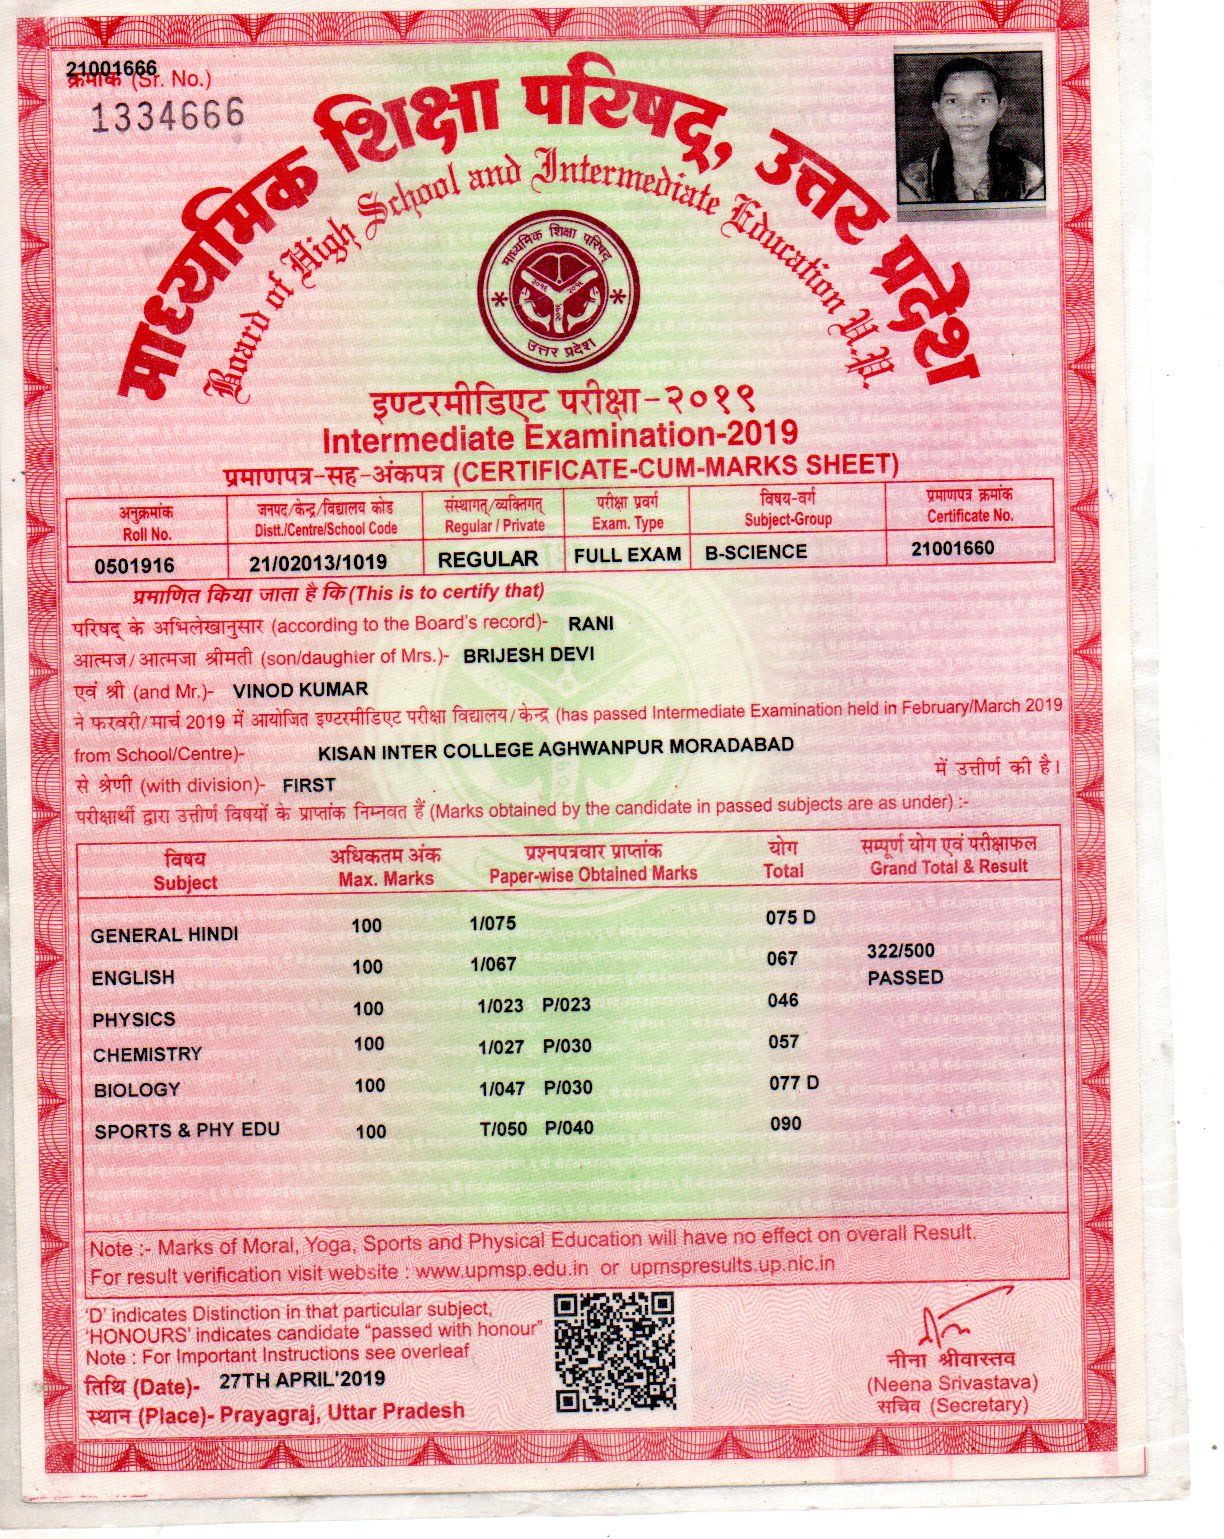 21001666
क्रमांक (Sr. No.)
1334666
माध्यमिक शिक्षा परिषद्, उत्तर प्रदेश
Board of High School and Intermediate Education U.P.
माध्यमिक शिक्षा परिषद्
उत्तर प्रदेश
इण्टरमीडिएट परीक्षा-२०१९
Intermediate Examination-2019
प्रमाणपत्र-सह-अंकपत्र (CERTIFICATE-CUM-MARKS SHEET)
अनुक्रमांक जनपद/केन्द्र/विद्यालय कोड संस्थागत्/व्यक्तिगत् परीक्षा प्रवर्ग विषय-वर्ग प्रमाणपत्र क्रमांक
Roll No. Distt./Centre/School Code Regular / Private Exam. Type Subject-Group Certificate No.
0501916 21/02013/1019 REGULAR FULL EXAM B-SCIENCE 21001660
प्रमाणित किया जाता है कि (This is to certify that)
परिषद् के अभिलेखानुसार (according to the Board's record)- RANI
आत्मज/आत्मजा श्रीमती (son/daughter of Mrs.)- BRIJESH DEVI
एवं श्री (and Mr.)- VINOD KUMAR
ने फरवरी/मार्च 2019 में आयोजित इण्टरमीडिएट परीक्षा विद्यालय/केन्द्र (has passed Intermediate Examination held in February/March 2019
from School/Centre)- KISAN INTER COLLEGE AGHWANPUR MORADABAD
से श्रेणी (with division)- FIRST में उत्तीर्ण की है।
परीक्षार्थी द्वारा उत्तीर्ण विषयों के प्राप्तांक निम्नवत हैं (Marks obtained by the candidate in passed subjects are as under) :-
विषय अधिकतम अंक प्रश्नपत्रवार प्राप्तांक योग सम्पूर्ण योग एवं परीक्षाफल
Subject Max. Marks Paper-wise Obtained Marks Total Grand Total & Result
GENERAL HINDI 100 1/075 075 D
322/500
ENGLISH 100 1/067 067
PASSED
PHYSICS 100 1/023 P/023 046
CHEMISTRY 100 1/027 P/030 057
BIOLOGY 100 1/047 P/030 077 D
SPORTS & PHY EDU 100 T/050 P/040 090
Note :- Marks of Moral, Yoga, Sports and Physical Education will have no effect on overall Result.
For result verification visit website : www.upmsp.edu.in or upmspresults.up.nic.in
'D' indicates Distinction in that particular subject,
'HONOURS' indicates candidate "passed with honour"
Note : For Important Instructions see overleaf
तिथि (Date)- 27TH APRIL'2019
स्थान (Place)- Prayagraj, Uttar Pradesh
नीना श्रीवास्तव
(Neena Srivastava)
सचिव (Secretary)